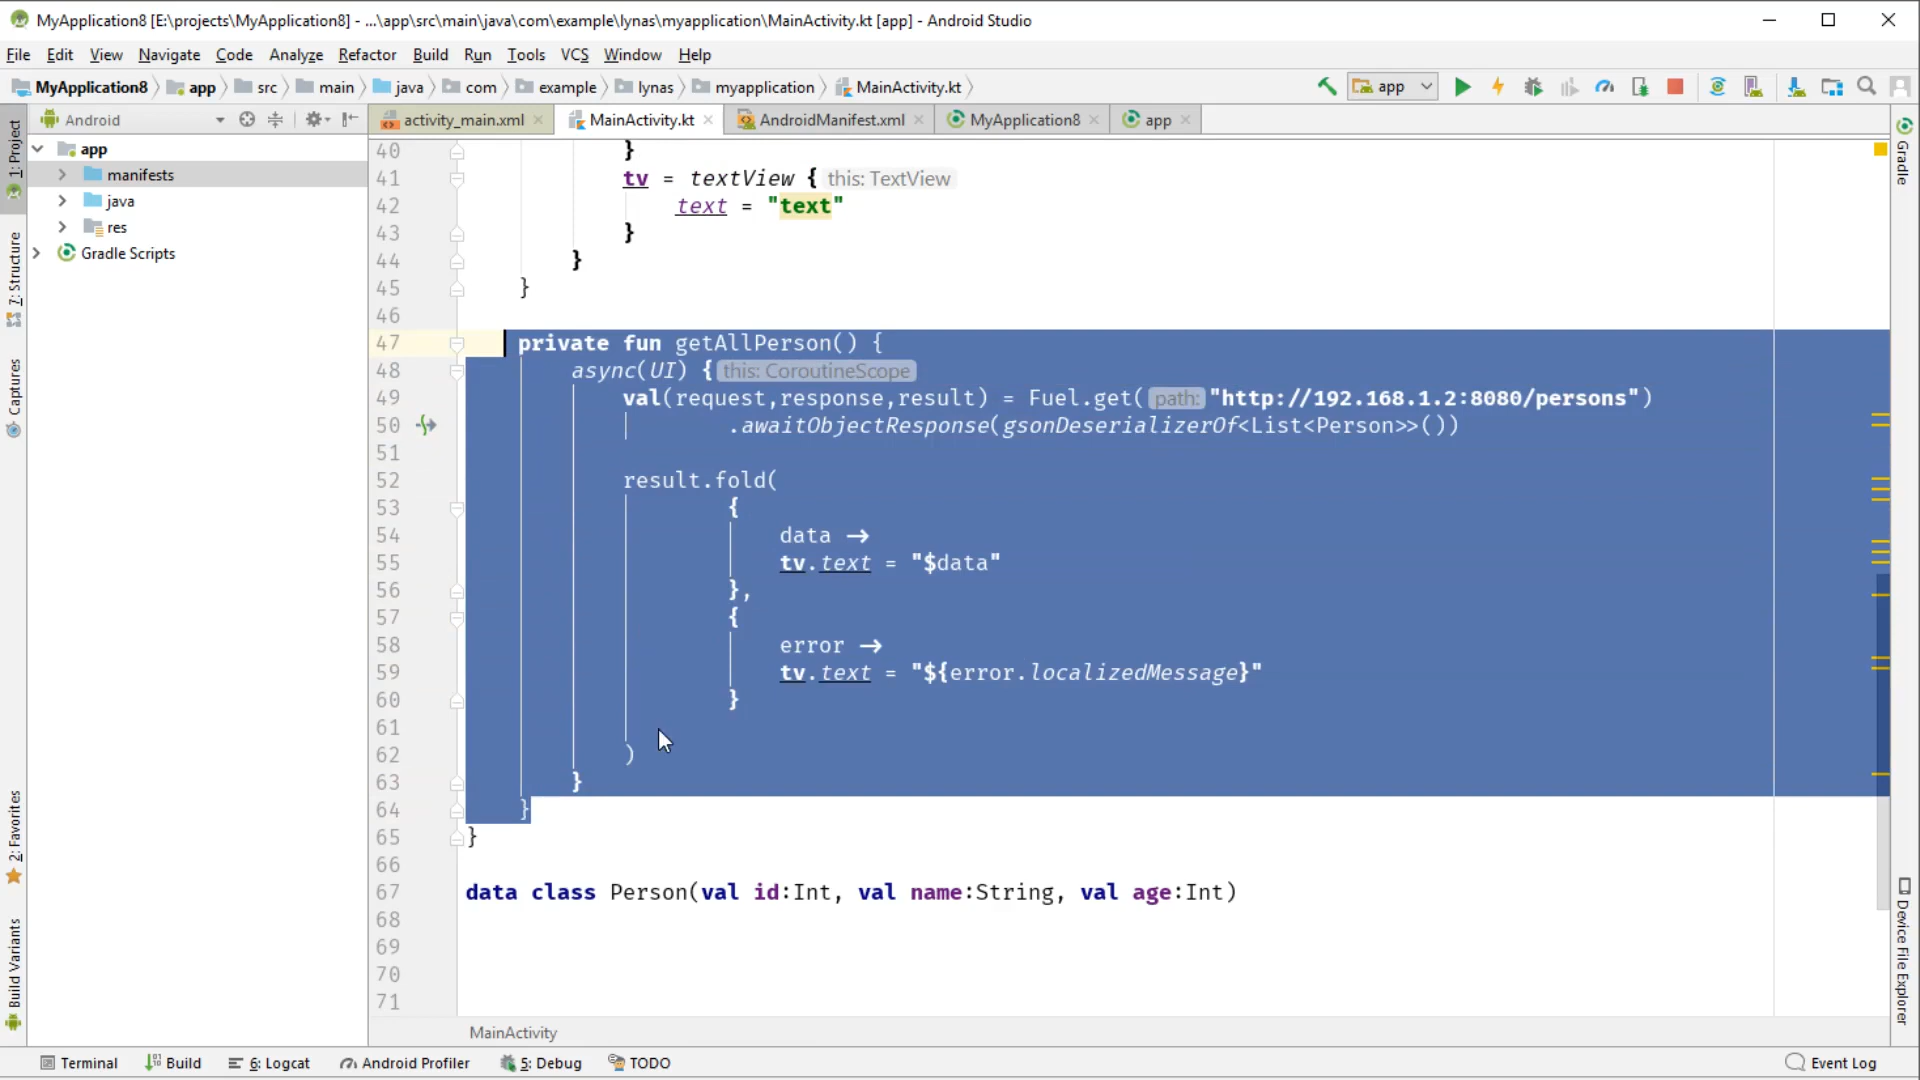 MyApplication8 [E:\projects\MyApplication8] - ...\app\src\main\java\com\example\lynas\myapplication\MainActivity.kt [app] - Android Studio
File Edit View Navigate Code Analyze Refactor Build Run Tools VCS Window Help
MyApplication8 app src main java com example lynas myapplication MainActivity.kt app
Android activity_main.xml MainActivity.kt AndroidManifest.xml MyApplication8 app
1: Project
7: Structure
Captures
2: Favorites
Build Variants
app
manifests
java
res
Gradle Scripts
40 }
41 tv = textView { this: TextView
42 text = "text"
43 }
44 }
45 }
46
47 private fun getAllPerson() {
48 async(UI) { this: CoroutineScope
49 val(request,response,result) = Fuel.get( path: "http://192.168.1.2:8080/persons")
50 .awaitObjectResponse(gsonDeserializerOf<List<Person>>())
51
52 result.fold(
53 {
54 data →
55 tv.text = "$data"
56 },
57 {
58 error →
59 tv.text = "${error.localizedMessage}"
60 }
61
62 )
63 }
64 }
65 }
66
67 data class Person(val id:Int, val name:String, val age:Int)
68
69
70
71
MainActivity
Gradle
Device File Explorer
Terminal Build 6: Logcat Android Profiler 5: Debug TODO Event Log